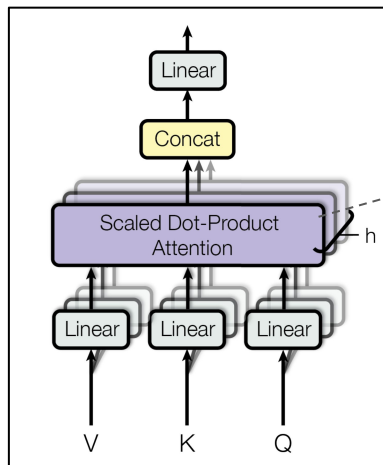 Linear
Concat
Scaled Dot-Product
Attention
h
Linear Linear Linear
V K Q